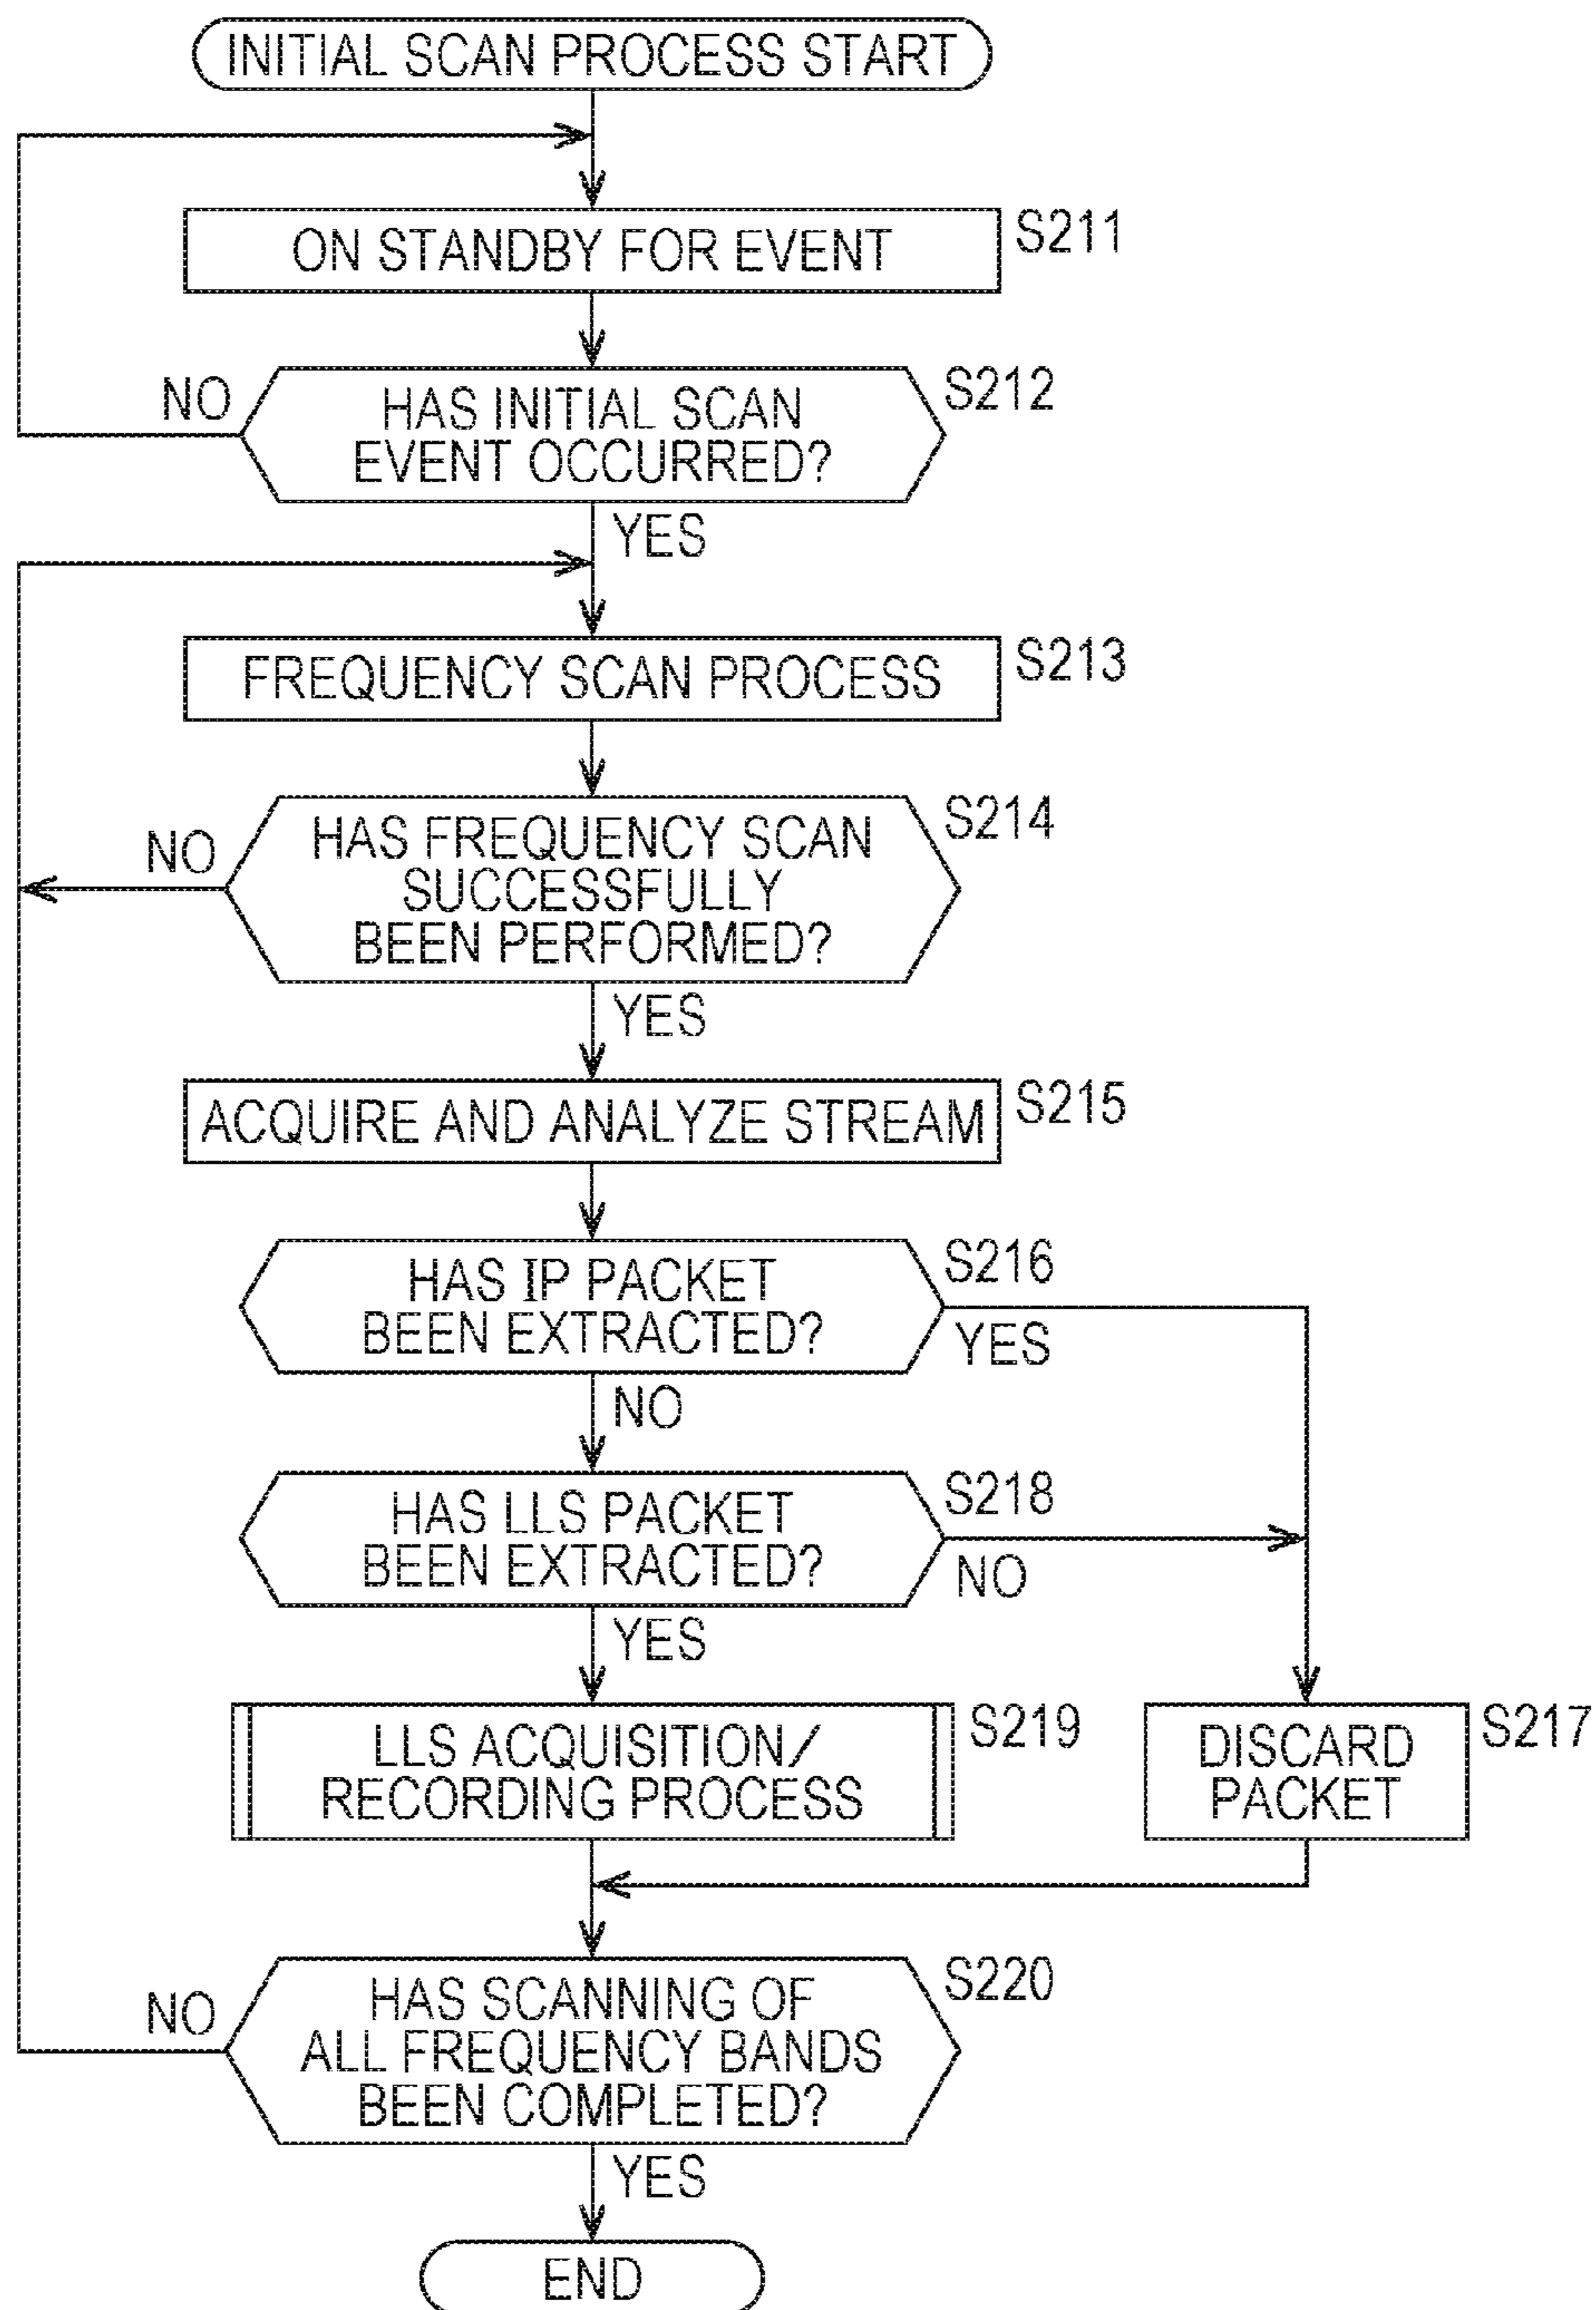 INITIAL SCAN PROCESS START
ON STANDBY FOR EVENT
S211
HAS INITIAL SCAN
EVENT OCCURRED?
S212
NO
YES
FREQUENCY SCAN PROCESS
S213
HAS FREQUENCY SCAN
SUCCESSFULLY
BEEN PERFORMED?
S214
NO
YES
ACQUIRE AND ANALYZE STREAM
S215
HAS IP PACKET
BEEN EXTRACTED?
S216
YES
NO
HAS LLS PACKET
BEEN EXTRACTED?
S218
NO
YES
LLS ACQUISITION/
RECORDING PROCESS
S219
DISCARD
PACKET
S217
HAS SCANNING OF
ALL FREQUENCY BANDS
BEEN COMPLETED?
S220
NO
YES
END